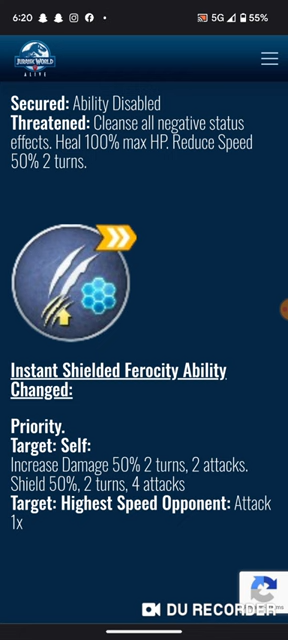 6:20
5G
55%
JURASSIC WORLD
ALIVE
Secured: Ability Disabled
Threatened: Cleanse all negative status
effects. Heal 100% max HP. Reduce Speed
50% 2 turns.
Instant Shielded Ferocity Ability
Changed:
Priority.
Target: Self:
Increase Damage 50% 2 turns, 2 attacks.
Shield 50%, 2 turns, 4 attacks
Target: Highest Speed Opponent: Attack
1x
DU RECORDER